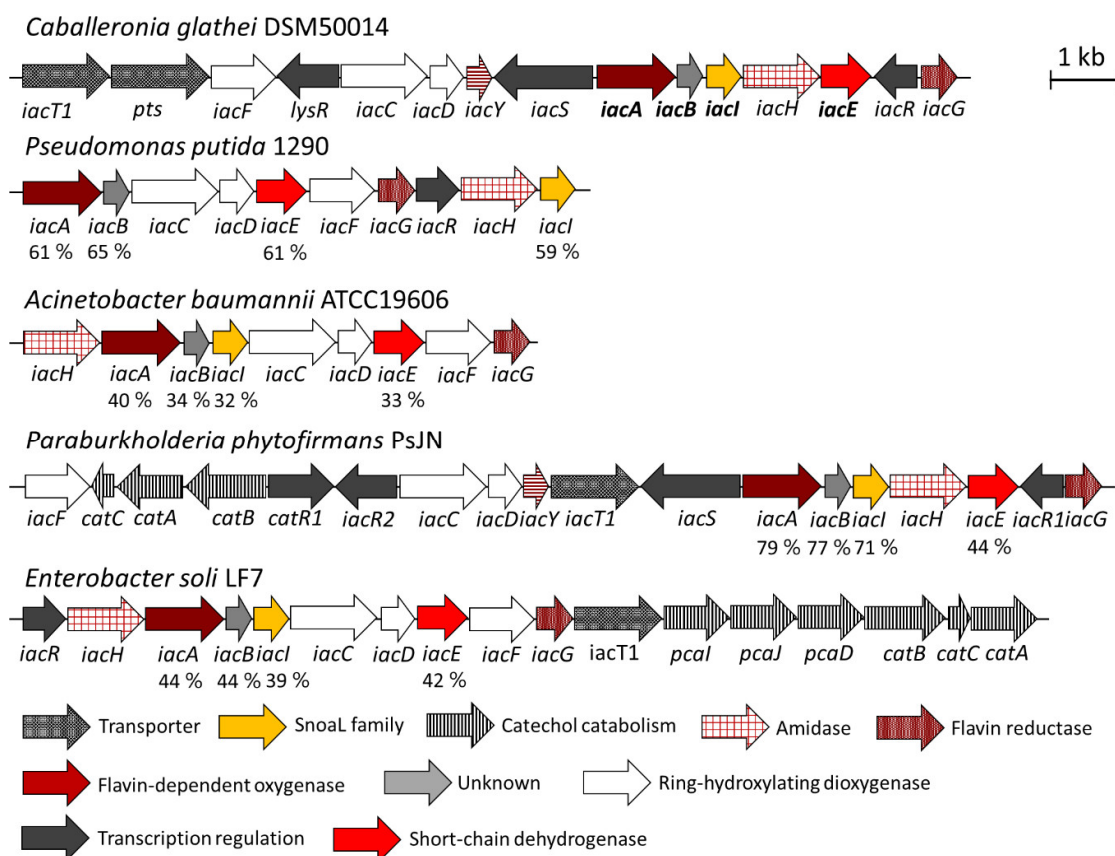 Caballeronia glathei DSM50014
1 kb
iacT1 pts iacF lysR iacC iacD iacY iacS iacA iacB iacI iacH iacE iacR iacG
Pseudomonas putida 1290
iacA iacB iacC iacD iacE iacF iacG iacR iacH iacI
61 % 65 % 61 % 59 %
Acinetobacter baumannii ATCC19606
iacH iacA iacB iacI iacC iacD iacE iacF iacG
40 % 34 % 32 % 33 %
Paraburkholderia phytofirmans PsJN
iacF catC catA catB catR1 iacR2 iacC iacD iacY iacT1 iacS iacA iacB iacI iacH iacE iacR1 iacG
79 % 77 % 71 % 44 %
Enterobacter soli LF7
iacR iacH iacA iacB iacI iacC iacD iacE iacF iacG iacT1 pcaI pcaJ pcaD catB catC catA
44 % 44 % 39 % 42 %
Transporter SnoaL family Catechol catabolism Amidase Flavin reductase
Flavin-dependent oxygenase Unknown Ring-hydroxylating dioxygenase
Transcription regulation Short-chain dehydrogenase